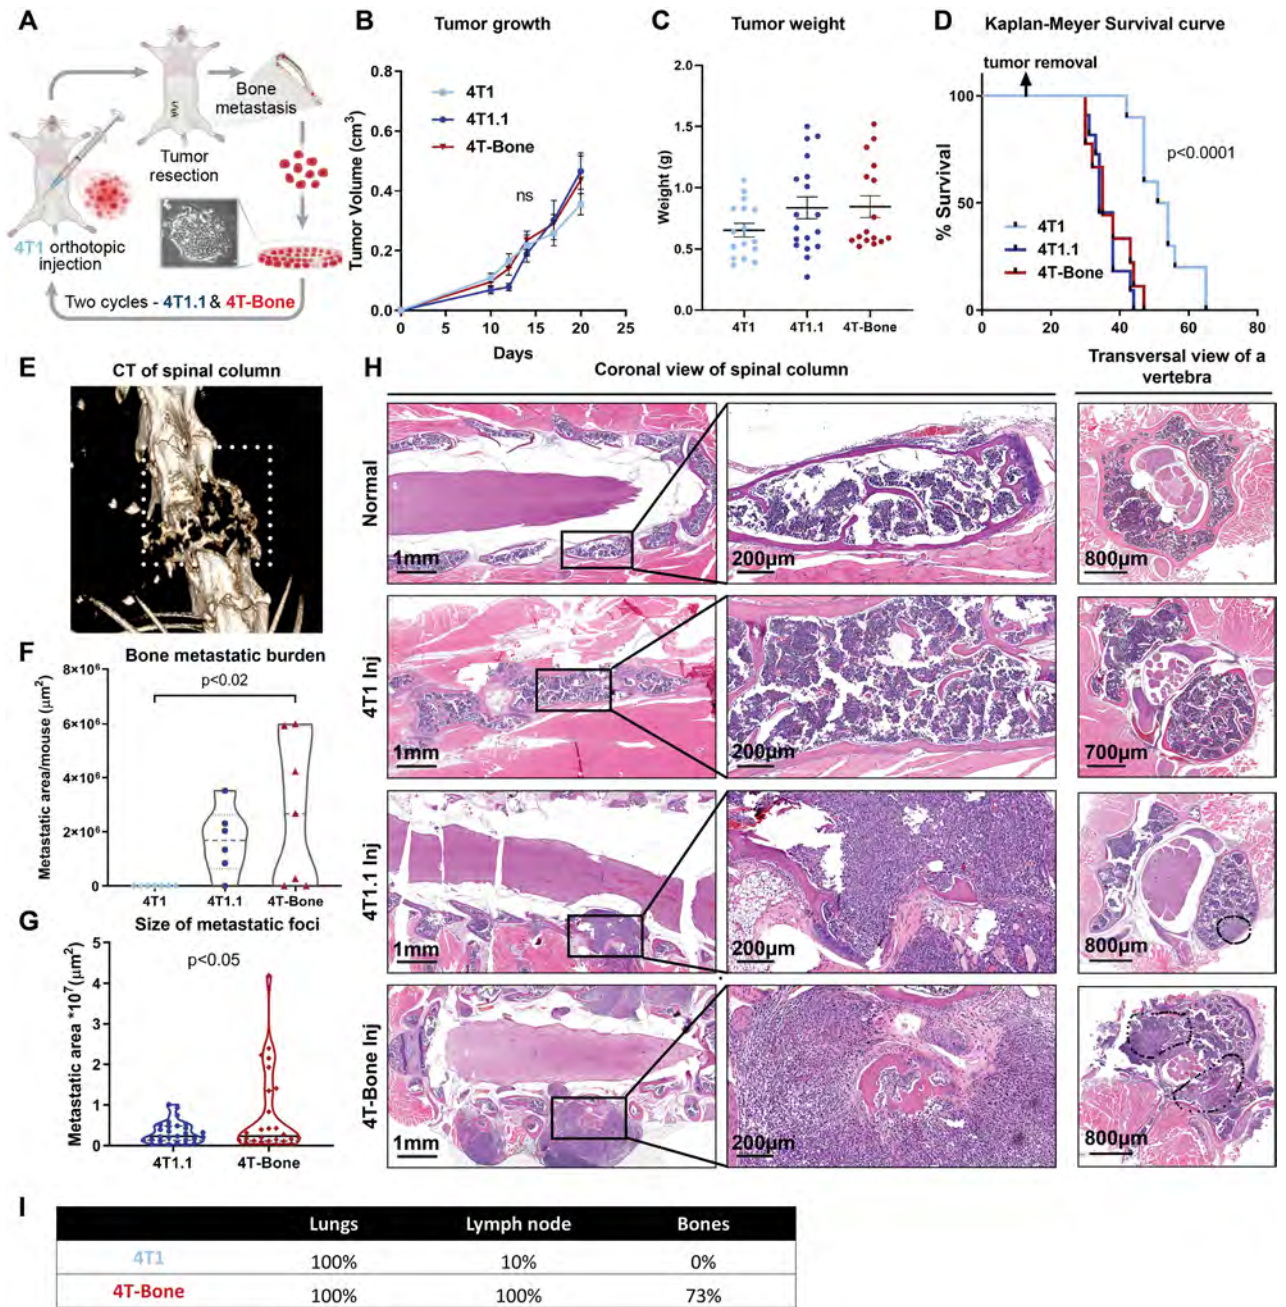 A
Bone
metastasis
Tumor
resection
4T1 orthotopic
injection
Two cycles - 4T1.1 & 4T-Bone
B
Tumor growth
Tumor Volume (cm³)
0.8
0.6
0.4
0.2
0.0
4T1
4T1.1
4T-Bone
ns
0 5 10 15 20 25
Days
C
Tumor weight
Weight (g)
2.0
1.5
1.0
0.5
0.0
4T1 4T1.1 4T-Bone
D
Kaplan-Meyer Survival curve
tumor removal
% Survival
100
50
0
p<0.0001
4T1
4T1.1
4T-Bone
0 20 40 60 80
E
CT of spinal column
F
Bone metastatic burden
Metastatic area/mouse (μm²)
8×10⁶
6×10⁶
4×10⁶
2×10⁶
0
p<0.02
4T1 4T1.1 4T-Bone
G
Size of metastatic foci
Metastatic area *10⁷(μm²)
5
4
3
2
1
0
p<0.05
4T1.1 4T-Bone
H
Coronal view of spinal column
Transversal view of a
vertebra
Normal
1mm
200μm
800μm
4T1 Inj
1mm
200μm
700μm
4T1.1 Inj
1mm
200μm
800μm
4T-Bone Inj
1mm
200μm
800μm
I
Lungs Lymph node Bones
4T1 100% 10% 0%
4T-Bone 100% 100% 73%